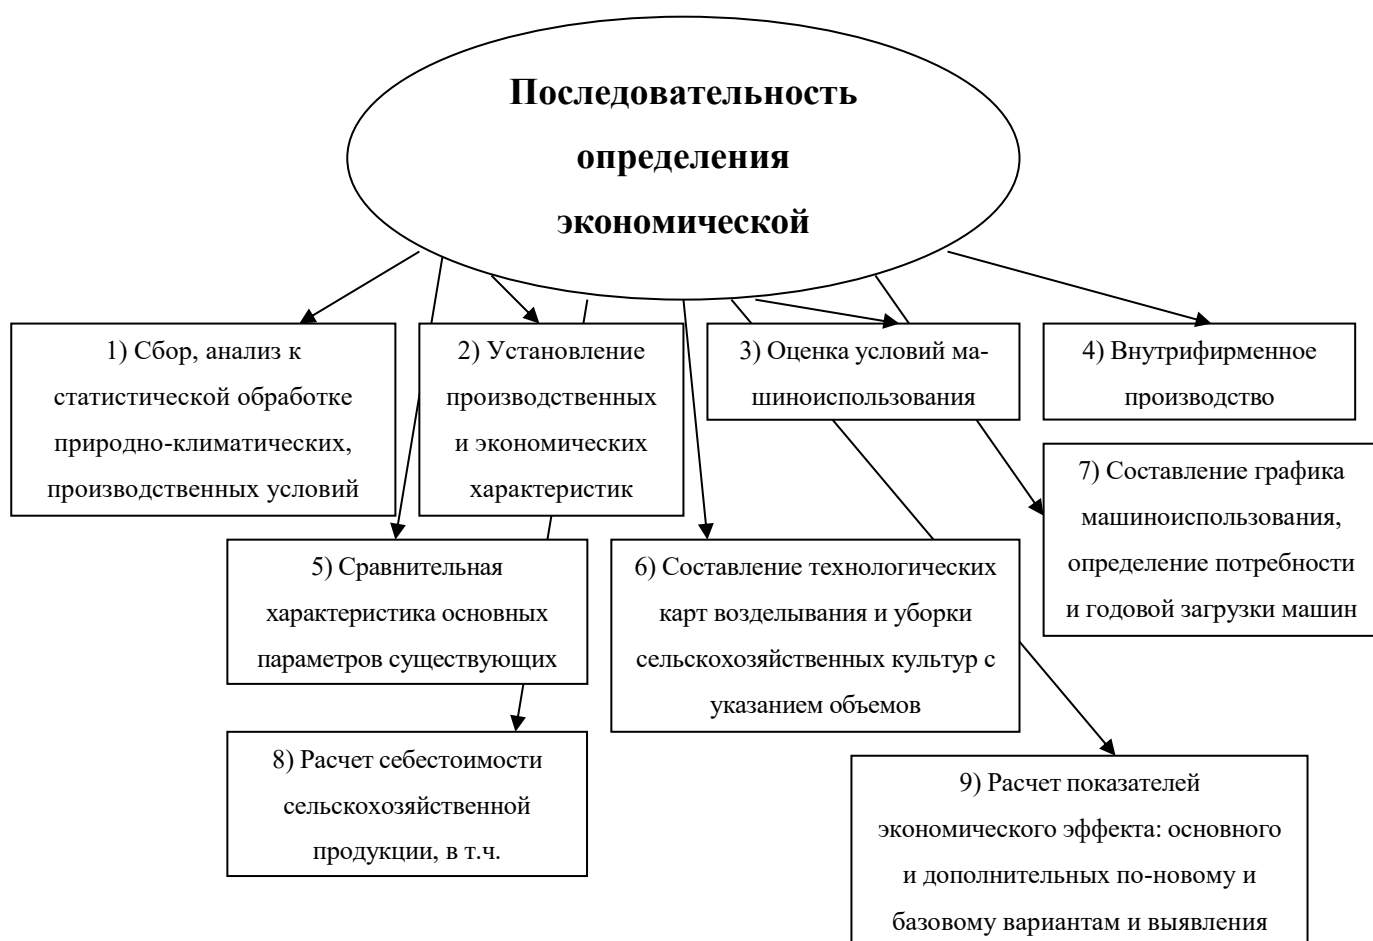 Последовательность
определения
экономической
1) Сбор, анализ к
статистической обработке
природно-климатических,
производственных условий
2) Установление
производственных
и экономических
характеристик
3) Оценка условий ма-
шиноиспользования
4) Внутрифирменное
производство
5) Сравнительная
характеристика основных
параметров существующих
6) Составление технологических
карт возделывания и уборки
сельскохозяйственных культур с
указанием объемов
7) Составление графика
машиноиспользования,
определение потребности
и годовой загрузки машин
8) Расчет себестоимости
сельскохозяйственной
продукции, в т.ч.
9) Расчет показателей
экономического эффекта: основного
и дополнительных по-новому и
базовому вариантам и выявления